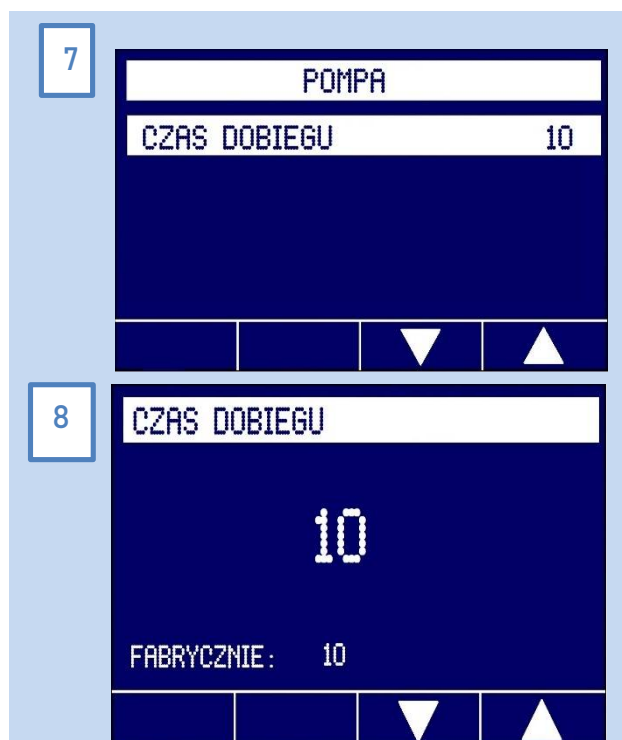 7
POMPA
CZAS DOBIEGU 10
8
CZAS DOBIEGU
10
FABRYCZNIE: 10